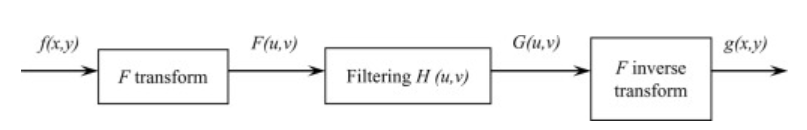 f(x,y)
F transform
F(u,v)
Filtering H (u,v)
G(u,v)
F inverse
transform
g(x,y)